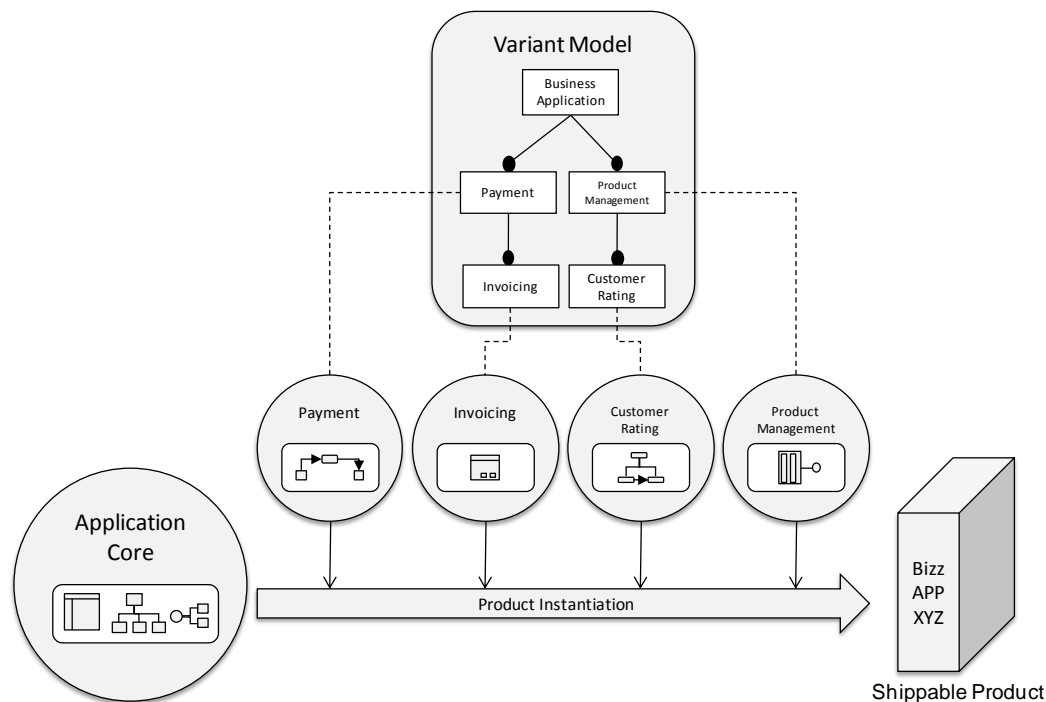 Variant Model
Business
Application
Payment
Product
Management
Invoicing
Customer
Rating
Payment
Invoicing
Customer
Rating
Product
Management
Application
Core
Product Instantiation
Bizz
APP
XYZ
Shippable Product